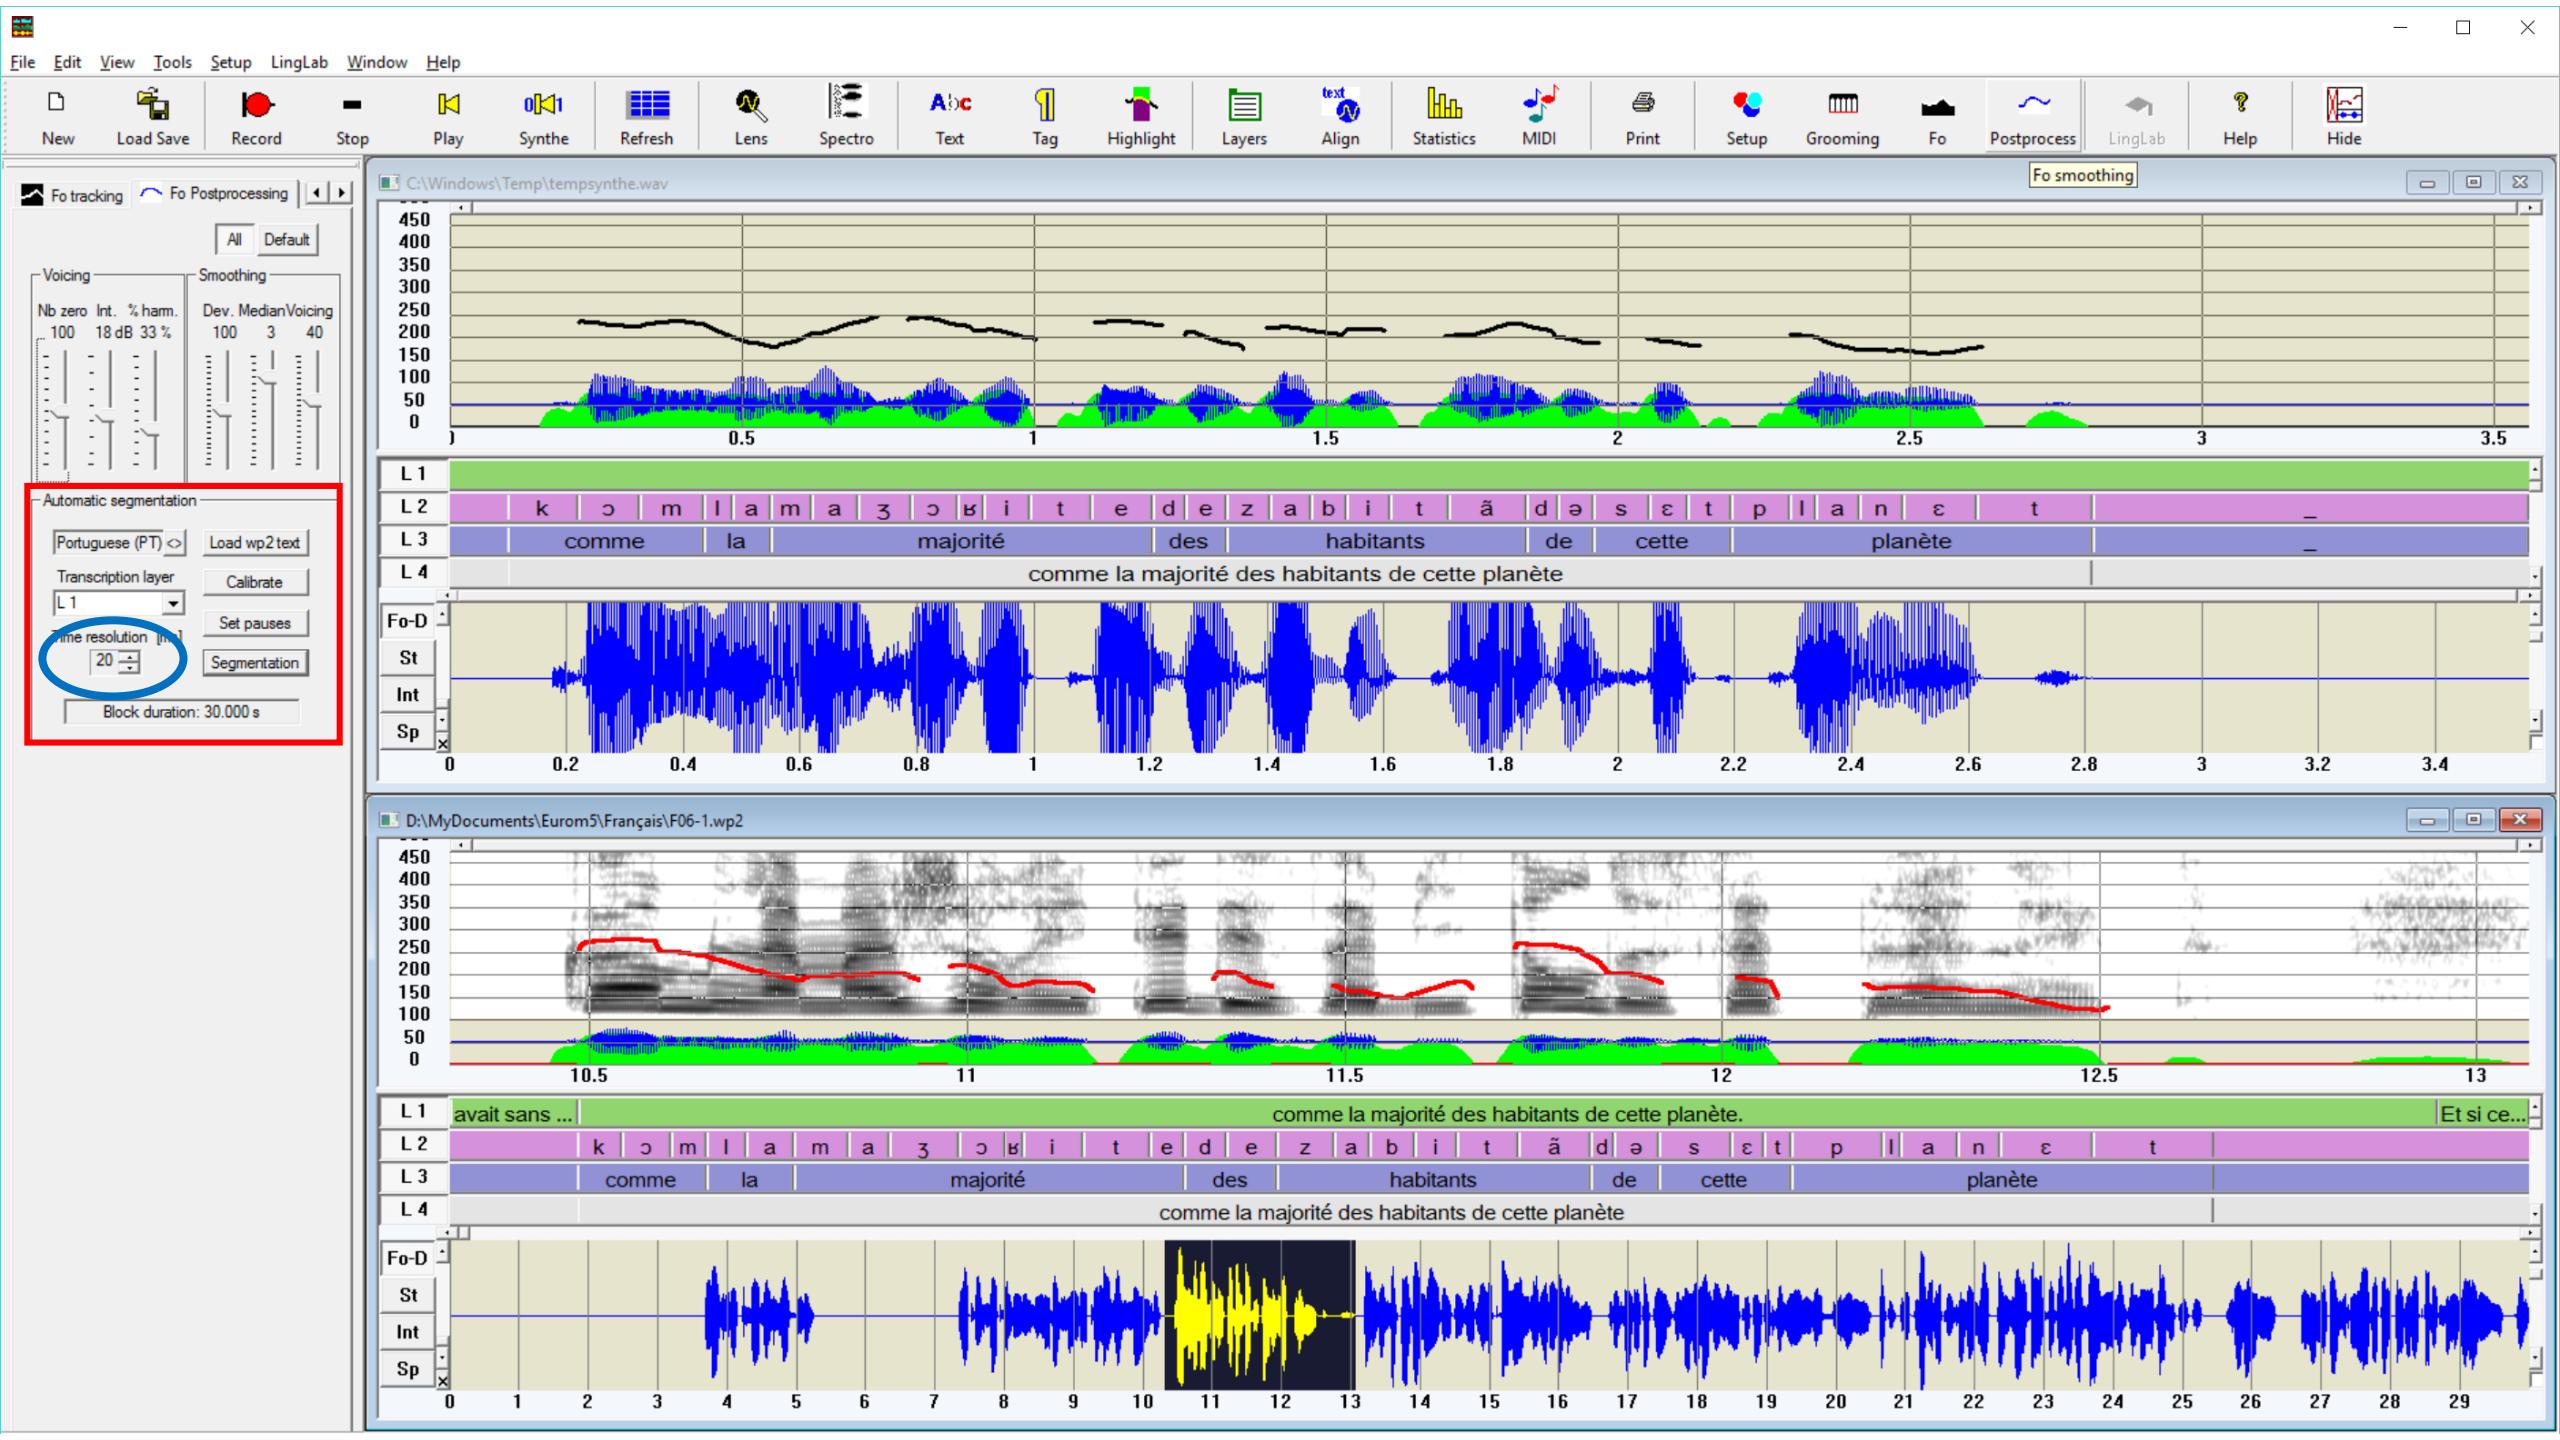 File Edit View Tools Setup LingLab Window Help
New Load Save Record Stop Play Synthe Refresh Lens Spectro Text Tag Highlight Layers Align Statistics MIDI Print Setup Grooming Fo Postprocess LingLab Help Hide
Fo smoothing
Fo tracking Fo Postprocessing
All Default
Voicing Smoothing
Nb zero Int. % harm. Dev. Median Voicing
100 18 dB 33 % 100 3 40
Automatic segmentation
Portuguese (PT) <> Load wp2 text
Transcription layer Calibrate
L 1
Set pauses
Time resolution
20 Segmentation
Block duration: 30.000 s
C:\Windows\Temp\tempsynthe.wav
450
400
350
300
250
200
150
100
50
0
0.5 1 1.5 2 2.5 3 3.5
L 1
L 2 k ɔ m l a m a ʒ ɔ ʁ i t e d e z a b i t ã d ə s ɛ t p l a n ɛ t _
L 3 comme la majorité des habitants de cette planète _
L 4 comme la majorité des habitants de cette planète
Fo-D
St
Int
Sp
0 0.2 0.4 0.6 0.8 1 1.2 1.4 1.6 1.8 2 2.2 2.4 2.6 2.8 3 3.2 3.4
D:\MyDocuments\Eurom5\Français\F06-1.wp2
450
400
350
300
250
200
150
100
50
0
10.5 11 11.5 12 12.5 13
L 1 avait sans ... comme la majorité des habitants de cette planète. Et si ce...
L 2 k ɔ m l a m a ʒ ɔ ʁ i t e d e z a b i t ã d ə s ɛ t p l a n ɛ t
L 3 comme la majorité des habitants de cette planète
L 4 comme la majorité des habitants de cette planète
Fo-D
St
Int
Sp
0 1 2 3 4 5 6 7 8 9 10 11 12 13 14 15 16 17 18 19 20 21 22 23 24 25 26 27 28 29